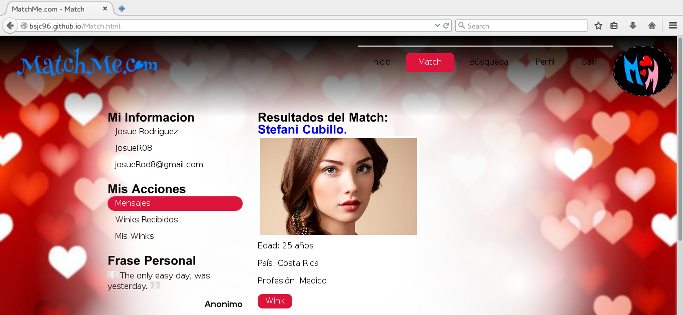 MatchMe.com - Match
bsjc96.github.io/Match.html
Search
MatchMe.com
Inicio Match Búsqueda Perfil Salir
Mi Informacion
Josue Rodriguez
JosueR08
josueRod8@gmail.com
Mis Acciones
Mensajes
Winks Recibidos
Mis Winks
Frase Personal
The only easy day, was
yesterday.
Anonimo
Resultados del Match:
Stefani Cubillo.
Edad: 25 años
País: Costa Rica
Profesión: Medico
Wink